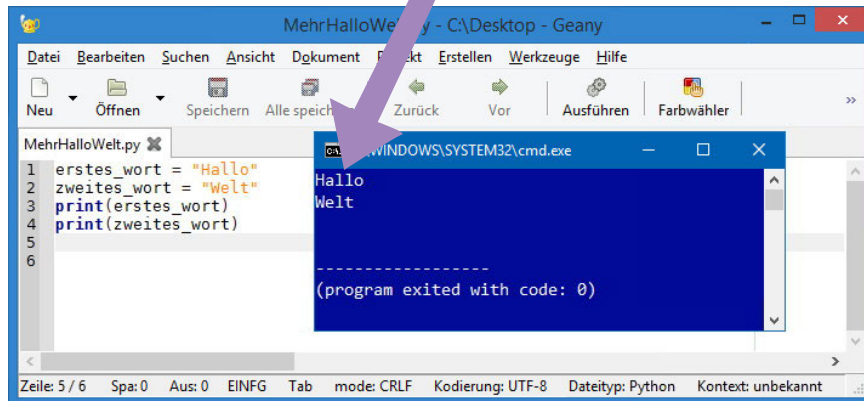 MehrHalloWelt.py - C:\Desktop - Geany
Datei Bearbeiten Suchen Ansicht Dokument Erstellen Werkzeuge Hilfe
Neu Öffnen Speichern Alle Zurück Vor Ausführen Farbwähler
MehrHalloWelt.py
1 erstes_wort = "Hallo"
2 zweites_wort = "Welt"
3 print(erstes_wort)
4 print(zweites_wort)
5
6
\WINDOWS\SYSTEM32\cmd.exe
Hallo
Welt
------------------
(program exited with code: 0)
Zeile: 5 / 6 Spa: 0 Aus: 0 EINFG Tab mode: CRLF Kodierung: UTF-8 Dateityp: Python Kontext: unbekannt